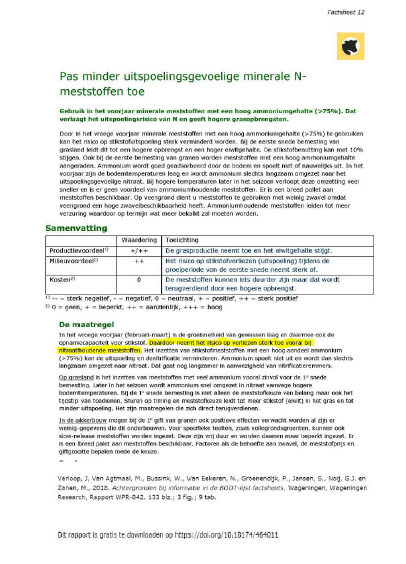 Factsheet 12
Pas minder uitspoelingsgevoelige minerale N-
meststoffen toe
Gebruik in het voorjaar minerale meststoffen met een hoog ammoniumgehalte (>75%). Dat
verlaagt het uitspoelingsrisico van N en geeft hogere grasopbrengsten.
Door in het vroege voorjaar minerale meststoffen met een hoog ammoniumgehalte (>75%) te gebruiken
kan het risico op stikstofuitspoeling sterk verminderd worden. Bij de eerste snede bemesting van
grasland leidt dit tot een hogere opbrengst en een hoger eiwitgehalte. De stikstofbenutting kan met 10%
stijgen. Ook bij de eerste bemesting van granen worden meststoffen met een hoog ammoniumgehalte
aangeraden. Ammonium wordt goed geadsorbeerd door de bodem en spoelt niet of nauwelijks uit. In het
voorjaar zijn de bodemtemperaturen laag en wordt ammonium slechts langzaam omgezet naar het
uitspoelingsgevoelige nitraat. Bij hogere temperaturen later in het seizoen verloopt deze omzetting veel
sneller en is er geen voordeel van ammoniumhoudende meststoffen. Er is een breed pallet aan
meststoffen beschikbaar. Op veengrond dient u meststoffen te gebruiken met weinig zwavel omdat
veengrond een hoge zwavelbeschikbaarheid heeft. Ammoniumhoudende meststoffen leiden tot meer
verzuring waardoor op termijn wat meer bekalkt zal moeten worden.
Samenvatting
Waardering Toelichting
Productievoordeel1) +/++ De grasproductie neemt toe en het eiwitgehalte stijgt.
Milieuvoordeel1) ++ Het risico op stikstofverliezen (uitspoeling) tijdens de
groeiperiode van de eerste snede neemt sterk af.
Kosten2) 0 De meststoffen kunnen iets duurder zijn maar dat wordt
terugverdiend door een hogere opbrengst.
1) -- = sterk negatief, - = negatief, 0 = neutraal, + = positief, ++ = sterk positief
2) 0 = geen, + = beperkt, ++ = aanzienlijk, +++ = hoog
De maatregel
In het vroege voorjaar (februari-maart) is de groeisnelheid van gewassen laag en daarmee ook de
opnamecapaciteit voor stikstof. Daardoor neemt het risico op verliezen sterk toe vooral bij
nitraathoudende meststoffen. Het inzetten van stikstofmeststoffen met een hoog aandeel ammonium
(>75%) kan de uitspoeling en denitrificatie verminderen. Ammonium spoelt niet uit en wordt dan slechts
langzaam omgezet naar nitraat. Dat gaat nog langzamer in aanwezigheid van nitrificatieremmers.
Op grasland is het inzetten van meststoffen met veel ammonium vooral zinvol voor de 1e snede
bemesting. Later in het seizoen wordt ammonium snel omgezet in nitraat vanwege hogere
bodemtemperaturen. Bij de 1e snede bemesting is niet alleen de meststofkeuze van belang maar ook het
tijdstip van toedienen. Sturen op timing en meststofkeuze leidt tot meer stikstof (eiwit) in het gras en tot
minder uitspoeling. Het zijn maatregelen die zich direct terugverdienen.
In de akkerbouw mogen bij de 1e gift van granen ook positieve effecten verwacht worden al zijn er
weinig gegevens die dit onderbouwen. Voor specifieke teelten, zoals vollegrondsgroenten, kunnen ook
slow-release meststoffen worden ingezet. Deze zijn vrij duur en worden daarom maar beperkt ingezet. Er
is een breed palet aan meststoffen beschikbaar. Factoren als de behoefte aan zwavel, de meststofprijs en
giftgrootte bepalen mede de keuze.
Verloop, J, Van Agtmaal, M., Bussink, W., Van Eekeren, N., Groenendijk, P., Jansen, S., Noij, G.J. en
Zanen, M., 2018. Achtergronden bij informatie in de BOOT-lijst factsheets. Wageningen, Wageningen
Research, Rapport WPR-842. 133 blz.; 3 fig.; 9 tab.
Dit rapport is gratis te downloaden op https://doi.org/10.18174/464011